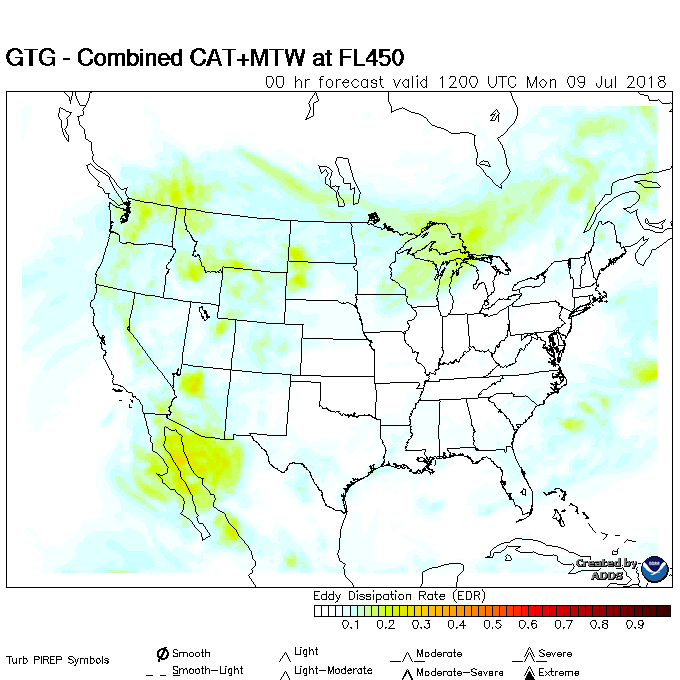 GTG - Combined CAT+MTW at FL450
00 hr forecast valid 1200 UTC Mon 09 Jul 2018
Created by
ADDS
Eddy Dissipation Rate (EDR)
0.1 0.2 0.3 0.4 0.5 0.6 0.7 0.8 0.9
Turb PIREP Symbols
Smooth Light Moderate Severe
Smooth-Light Light-Moderate Moderate-Severe Extreme